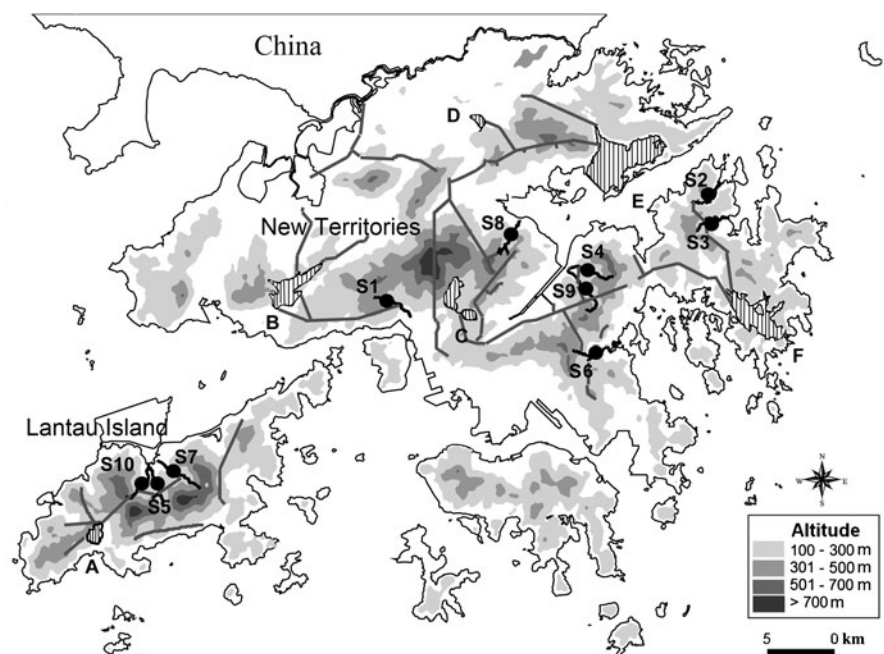 China
D
S2
E
S8
New Territories
S3
S4
S1
S9
B
C
S6
F
Lantau Island
S10
S7
S5
A
N
W E
S
Altitude
100 - 300 m
301 - 500 m
501 - 700 m
> 700 m
5 0 km